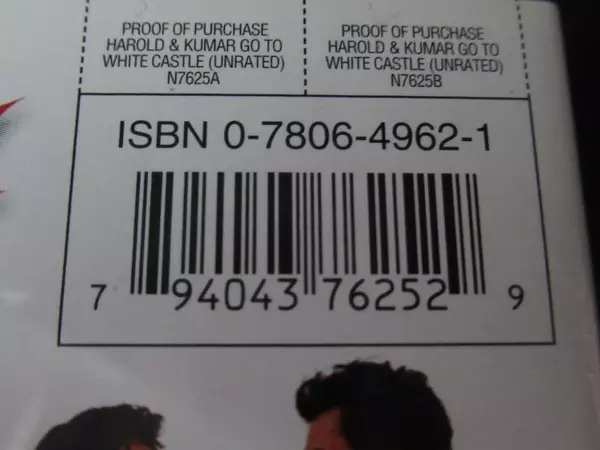 PROOF OF PURCHASE
HAROLD & KUMAR GO TO
WHITE CASTLE (UNRATED)
N7625A
PROOF OF PURCHASE
HAROLD & KUMAR GO TO
WHITE CASTLE (UNRATED)
N7625B
ISBN 0-7806-4962-1
7 94043 76252 9